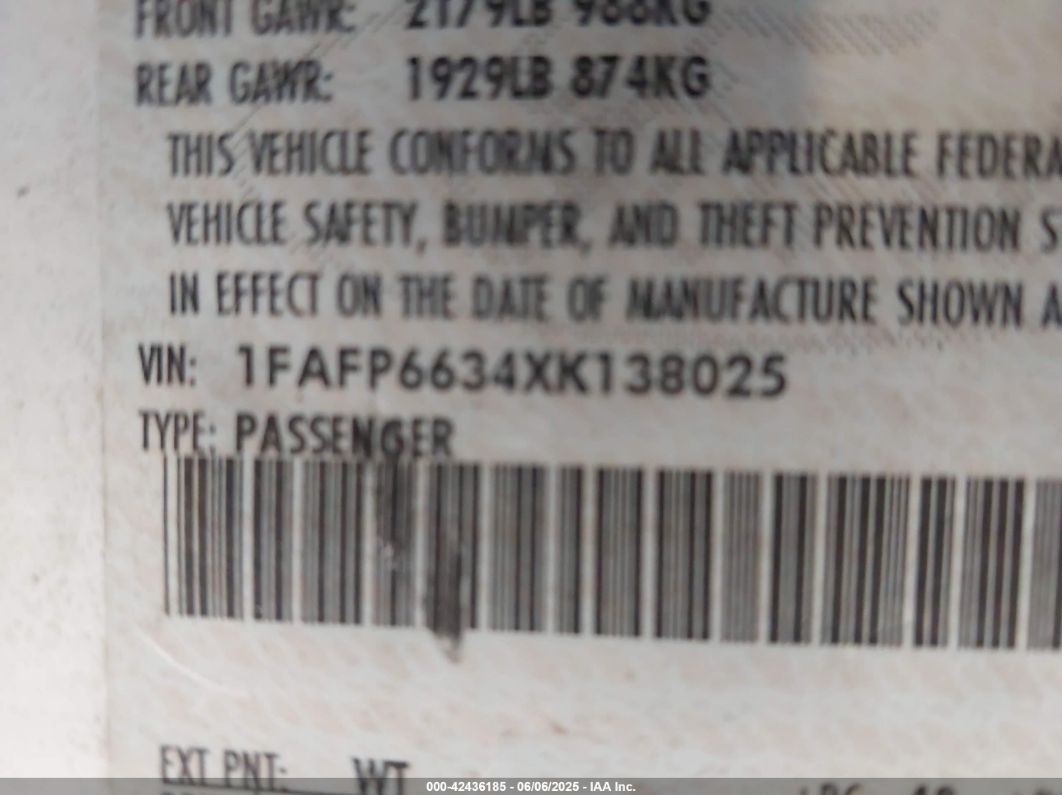 FRONT GAWR: 2179LB 988KG
REAR GAWR: 1929LB 874KG
THIS VEHICLE CONFORMS TO ALL APPLICABLE FEDERA
VEHICLE SAFETY, BUMPER, AND THEFT PREVENTION S
IN EFFECT ON THE DATE OF MANUFACTURE SHOWN A
VIN: 1FAFP6634XK138025
TYPE: PASSENGER
EXT PNT: WT
000-42436185 - 06/06/2025 - IAA Inc.